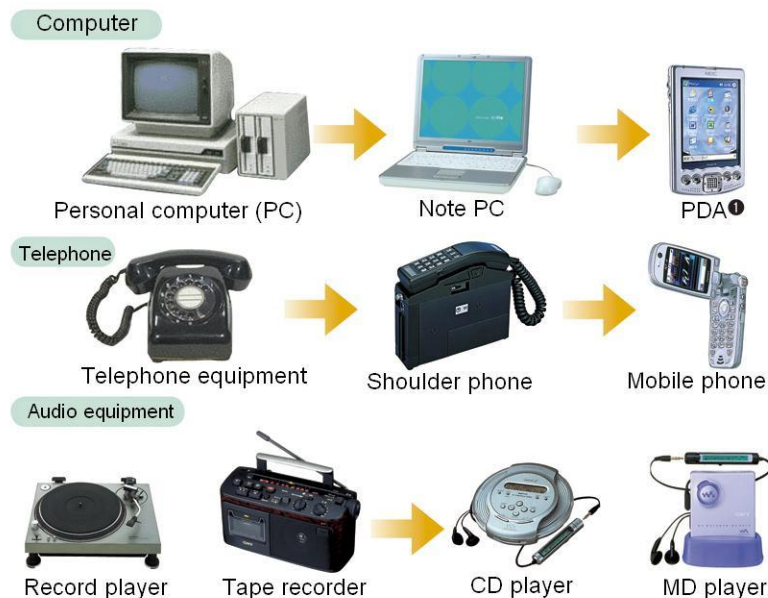 Computer
Personal computer (PC)
Note PC
PDA❶
Telephone
Telephone equipment
Shoulder phone
Mobile phone
Audio equipment
Record player
Tape recorder
CD player
MD player